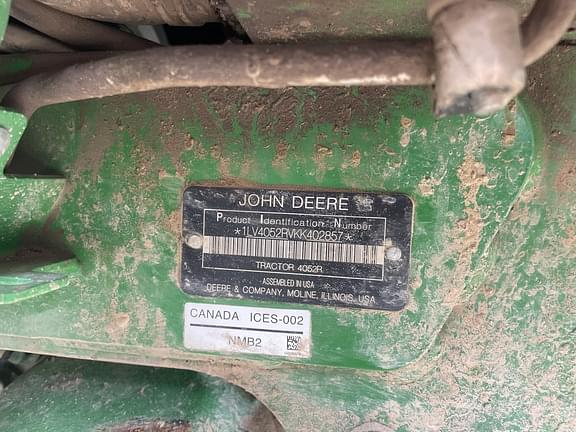 JOHN DEERE
Product Identification Number
*1LV4052RVKK402857*
TRACTOR 4052R
ASSEMBLED IN USA
DEERE & COMPANY, MOLINE, ILLINOIS, USA
CANADA ICES-002
NMB2